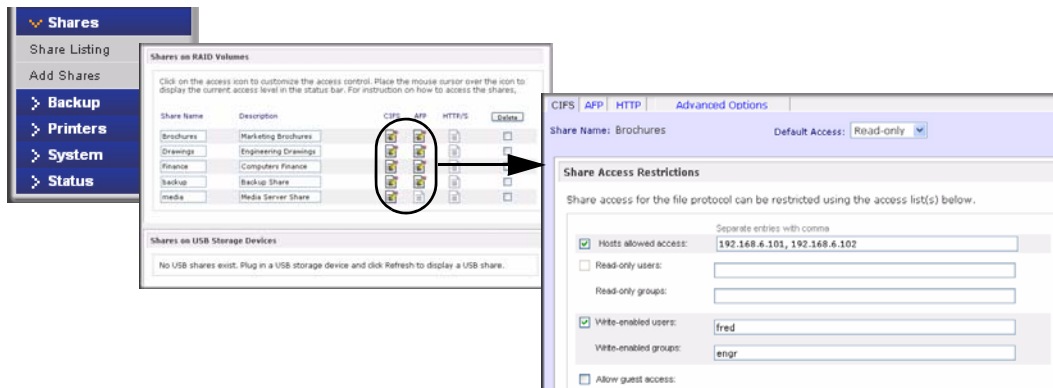 Shares
Share Listing
Add Shares
Backup
Printers
System
Status
Shares on RAID Volumes
Click on the access icon to customize the access control. Place the mouse cursor over the icon to
display the current access level in the status bar. For instruction on how to access the shares,
Share Name Description CIFS AFP HTTP/S Delete
Brochures Marketing Brochures
Drawings Engineering Drawings
Finance Computers Finance
backup Backup Share
media Media Server Share
Shares on USB Storage Devices
No USB shares exist. Plug in a USB storage device and click Refresh to display a USB share.
CIFS AFP HTTP Advanced Options
Share Name: Brochures Default Access: Read-only
Share Access Restrictions
Share access for the file protocol can be restricted using the access list(s) below.
Separate entries with comma
Hosts allowed access: 192.168.6.101, 192.168.6.102
Read-only users:
Read-only groups:
Write-enabled users: fred
Write-enabled groups: engr
Allow guest access: